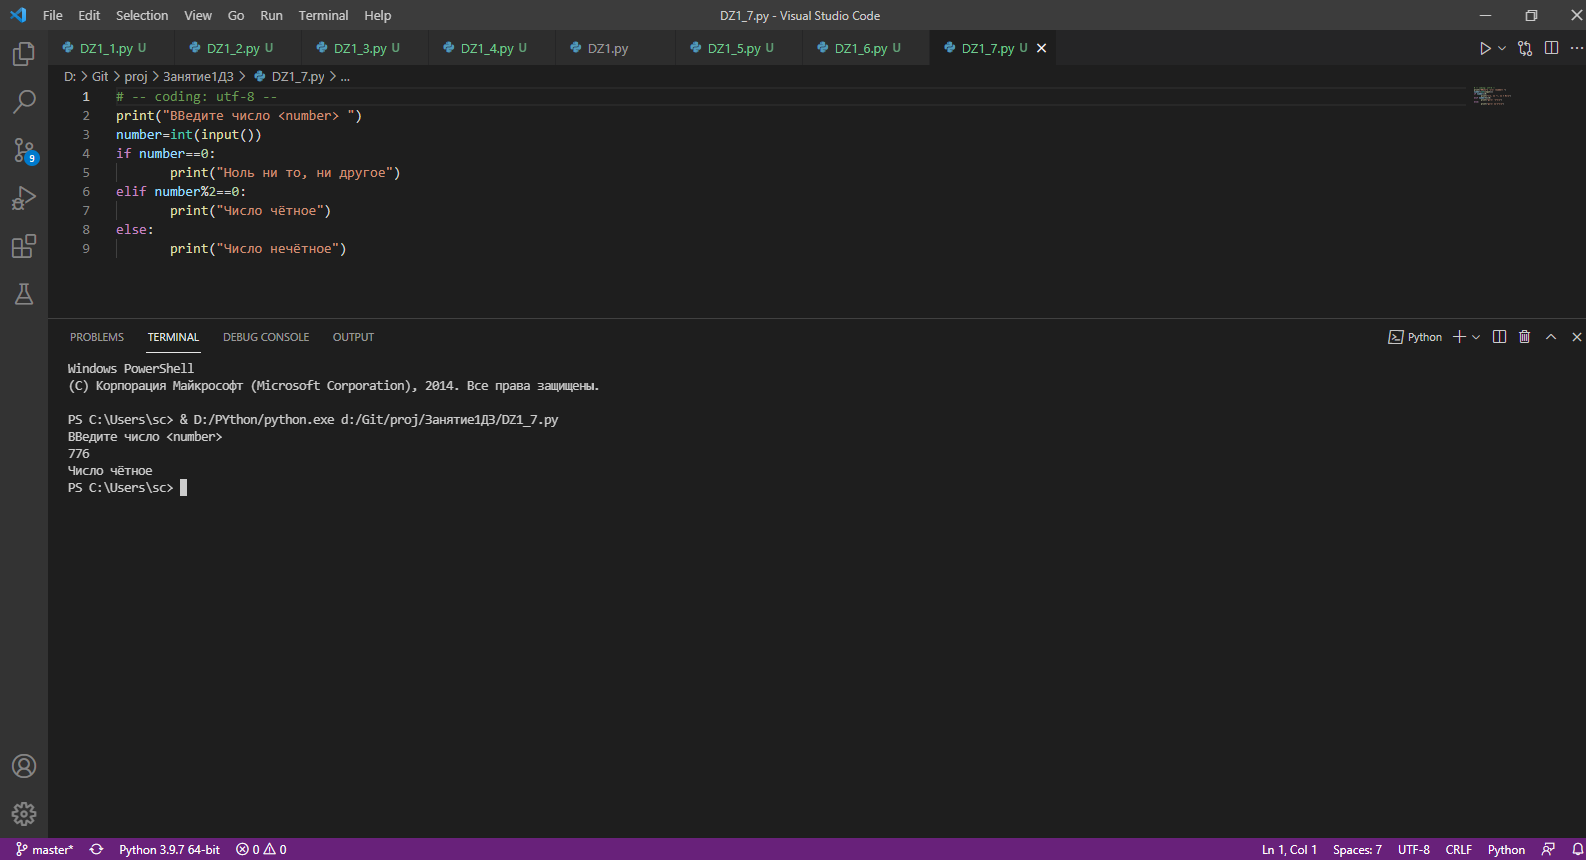 File Edit Selection View Go Run Terminal Help
DZ1_7.py - Visual Studio Code
DZ1_1.py U DZ1_2.py U DZ1_3.py U DZ1_4.py U DZ1.py DZ1_5.py U DZ1_6.py U DZ1_7.py U
D: > Git > proj > Занятие1ДЗ > DZ1_7.py > ...
1 # -- coding: utf-8 --
2 print("ВВедите число <number> ")
3 number=int(input())
4 if number==0:
5 print("Ноль ни то, ни другое")
6 elif number%2==0:
7 print("Число чётное")
8 else:
9 print("Число нечётное")
9
PROBLEMS TERMINAL DEBUG CONSOLE OUTPUT
Python
Windows PowerShell
(C) Корпорация Майкрософт (Microsoft Corporation), 2014. Все права защищены.
PS C:\Users\sc> & D:/PYthon/python.exe d:/Git/proj/Занятие1ДЗ/DZ1_7.py
ВВедите число <number>
776
Число чётное
PS C:\Users\sc>
master* Python 3.9.7 64-bit 0 0
Ln 1, Col 1 Spaces: 7 UTF-8 CRLF Python